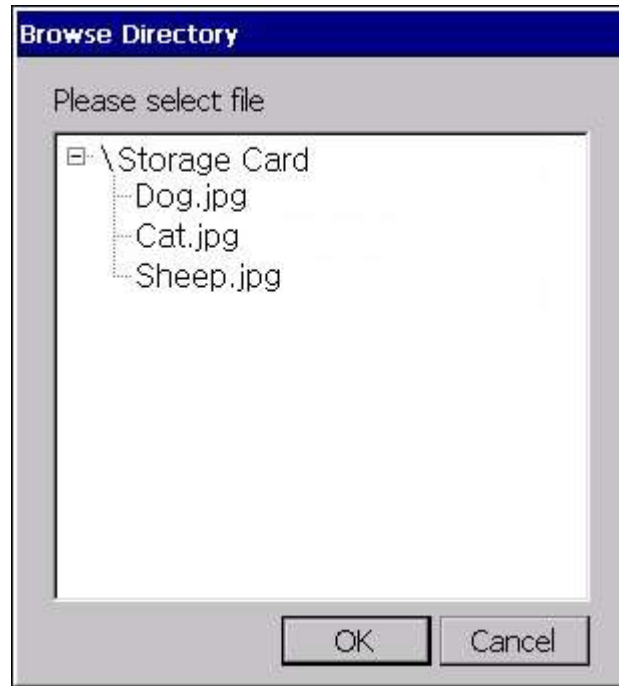 Browse Directory
Please select file
\Storage Card
Dog.jpg
Cat.jpg
Sheep.jpg
OK
Cancel